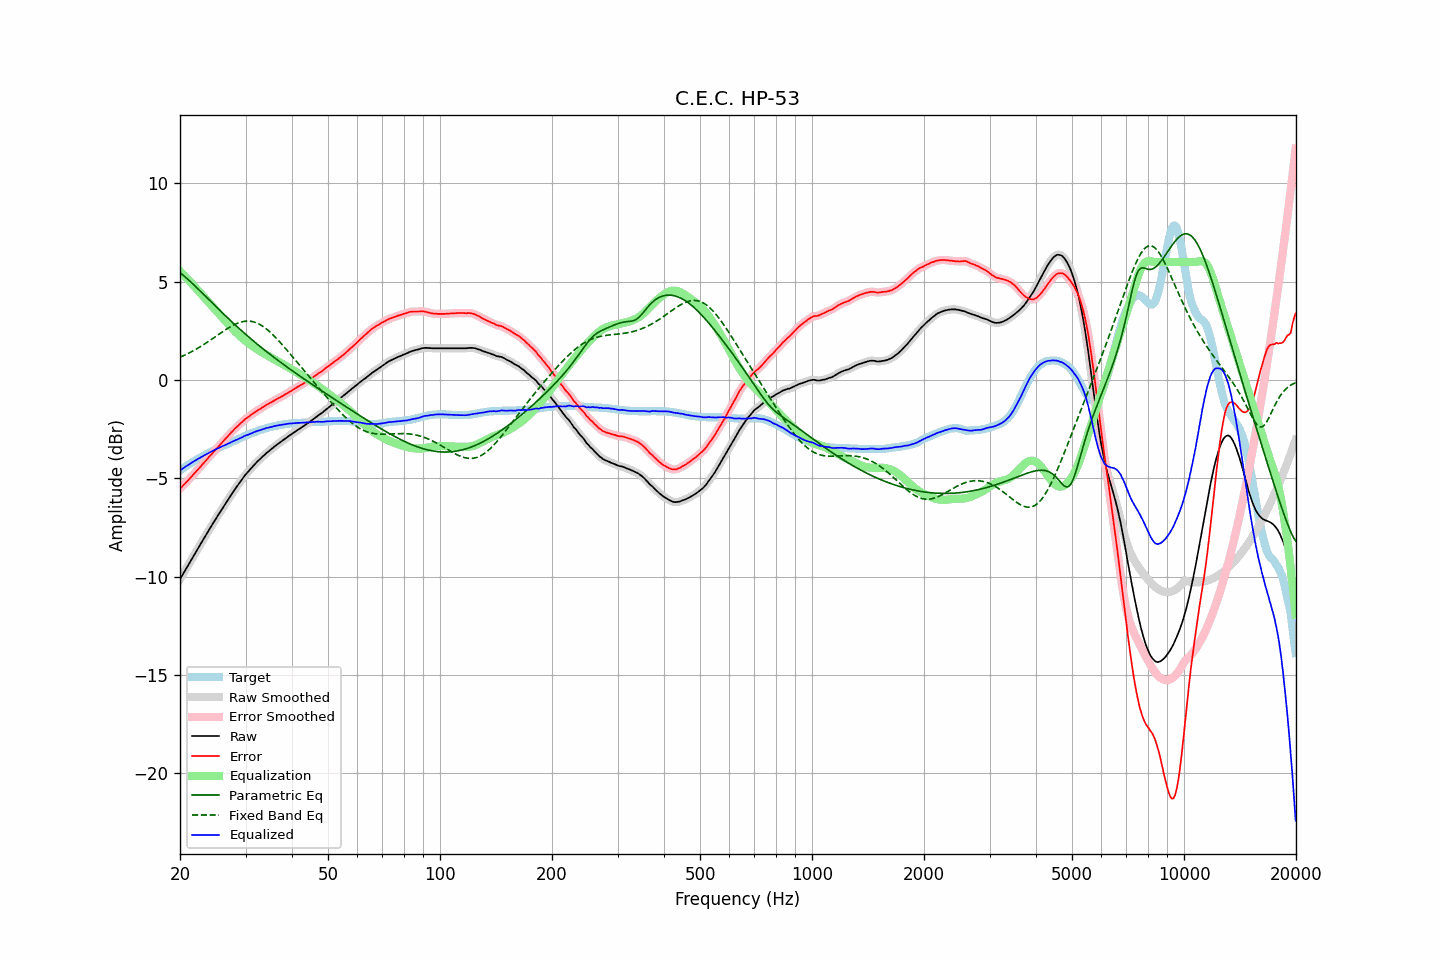 C.E.C. HP-53
Amplitude (dBr)
10
5
0
−5
−10
−15
−20
Target
Raw Smoothed
Error Smoothed
Raw
Error
Equalization
Parametric Eq
Fixed Band Eq
Equalized
20 50 100 200 500 1000 2000 5000 10000 20000
Frequency (Hz)